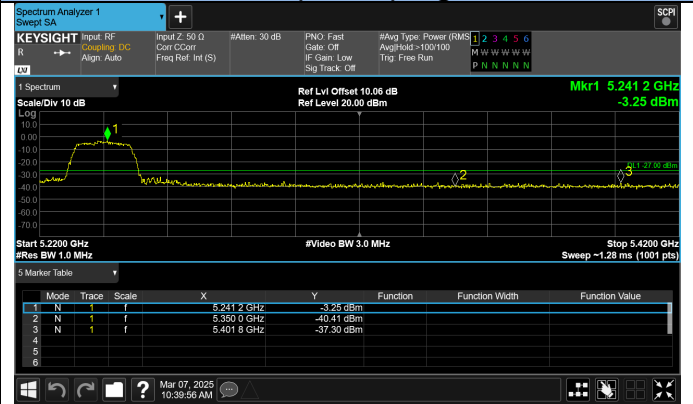 Spectrum Analyzer 1
Swept SA
+
SCPI
KEYSIGHT Input: RF Input Z: 50 Ω #Atten: 30 dB PNO: Fast #Avg Type: Power (RMS 1 2 3 4 5 6
R Coupling: DC Corr CCorr Gate: Off Avg|Hold:>100/100 M W W W W W
Align: Auto Freq Ref: Int (S) IF Gain: Low Trig: Free Run
Sig Track: Off P N N N N N
LXI
1 Spectrum Ref Lvl Offset 10.06 dB Mkr1 5.241 2 GHz
Scale/Div 10 dB Ref Level 20.00 dBm -3.25 dBm
Log
10.0
1
0.00
-10.0
-20.0
DL1 -27.00 dBm
-30.0
2 3
-40.0
-50.0
-60.0
-70.0
Start 5.2200 GHz #Video BW 3.0 MHz Stop 5.4200 GHz
#Res BW 1.0 MHz Sweep ~1.28 ms (1001 pts)
5 Marker Table
Mode Trace Scale X Y Function Function Width Function Value
1 N 1 f 5.241 2 GHz -3.25 dBm
2 N 1 f 5.350 0 GHz -40.41 dBm
3 N 1 f 5.401 8 GHz -37.30 dBm
4
5
6
? Mar 07, 2025
10:39:56 AM